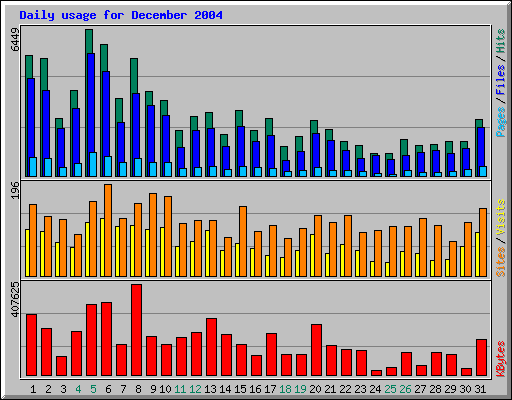 Daily usage for December 2004
6449
196
407625
Pages / Files / Hits
Sites / Visits
KBytes
1 2 3 4 5 6 7 8 9 10 11 12 13 14 15 16 17 18 19 20 21 22 23 24 25 26 27 28 29 30 31